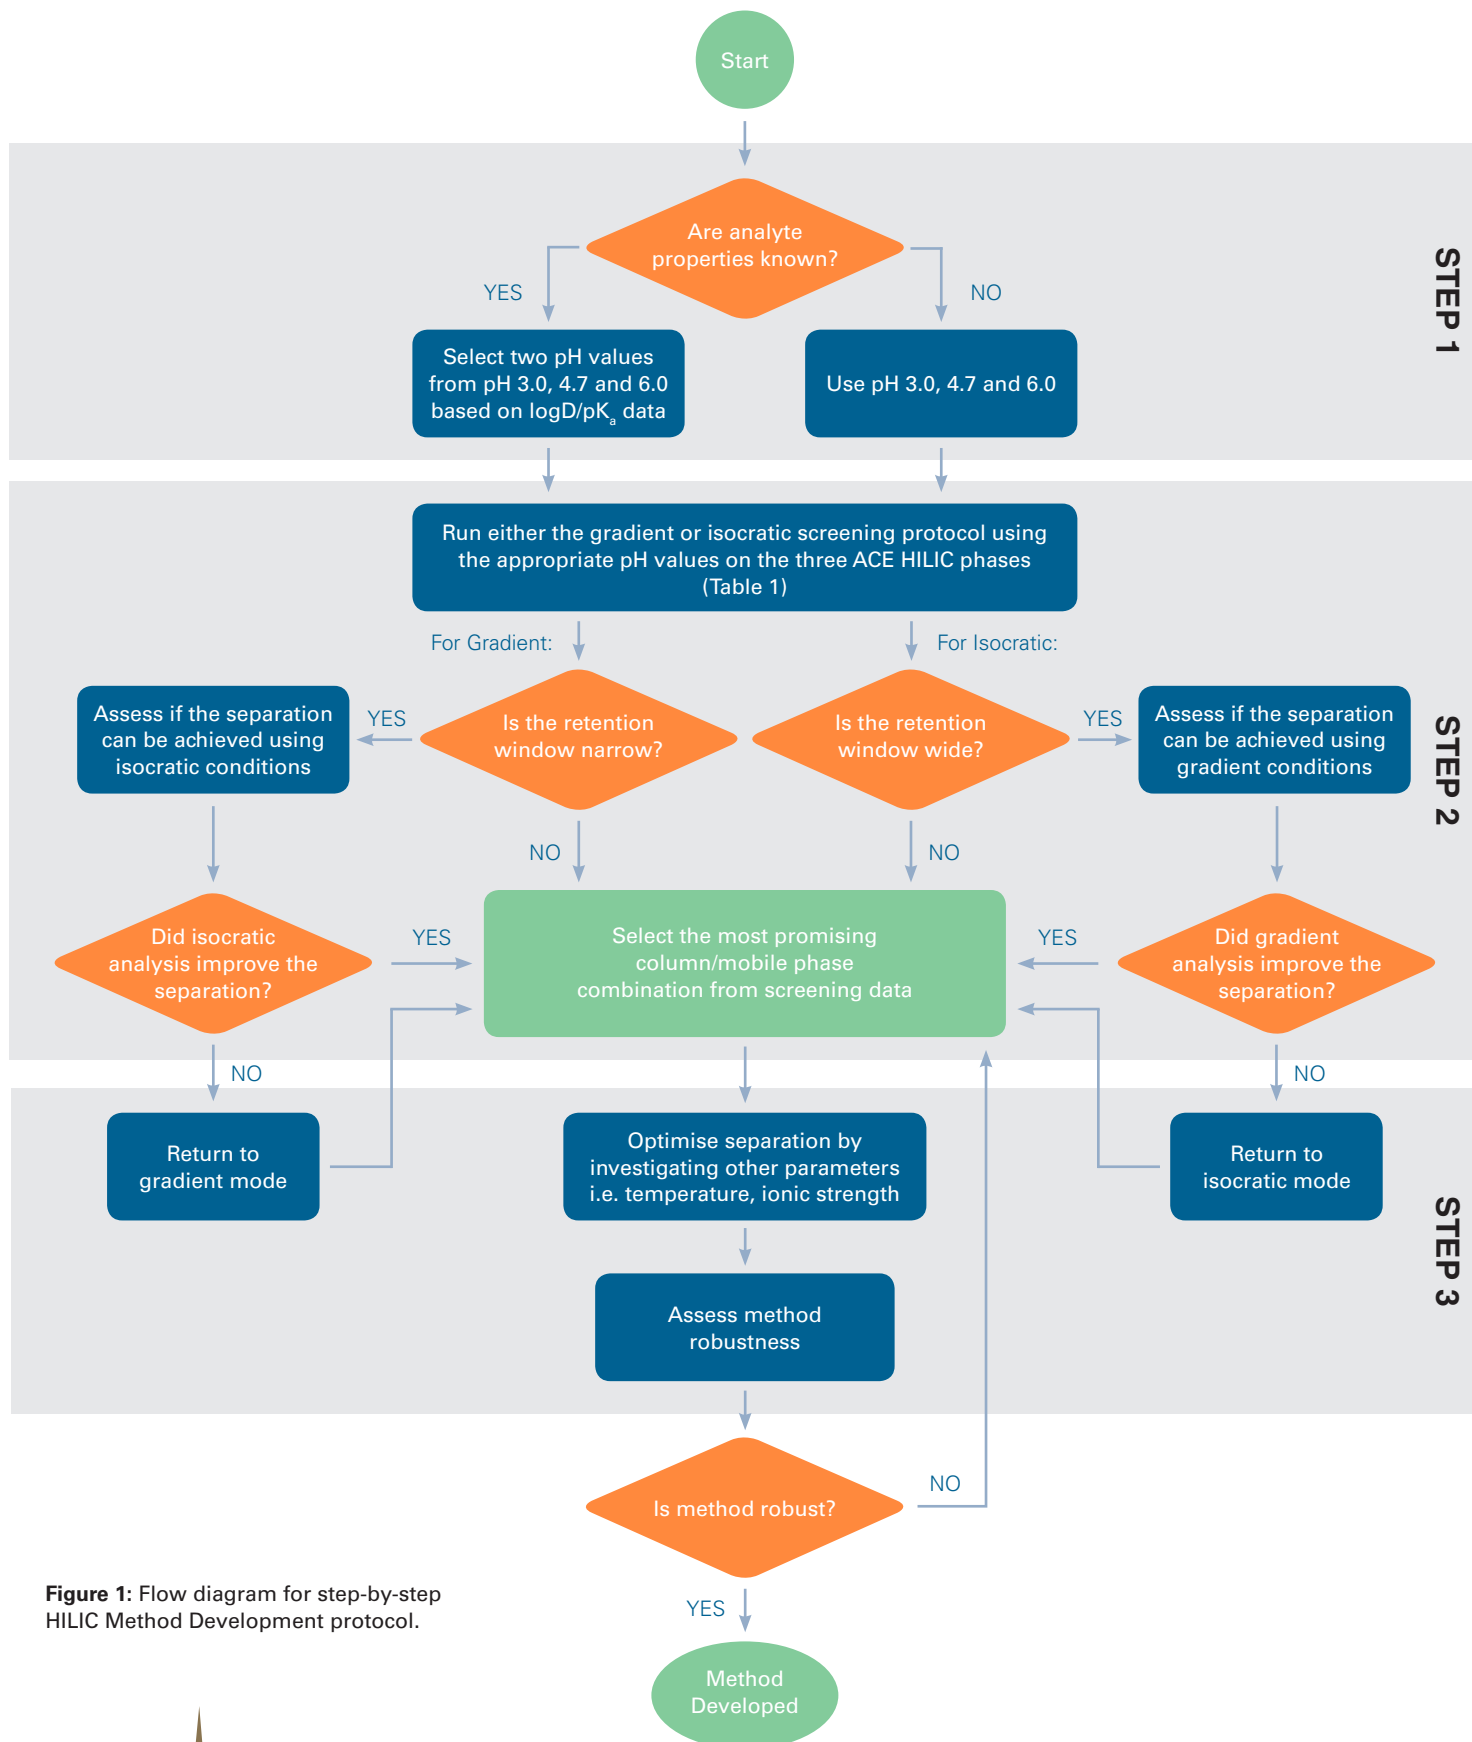 Start
Are analyte
properties known?
YES
NO
STEP 1
Select two pH values
from pH 3.0, 4.7 and 6.0
based on logD/pKa data
Use pH 3.0, 4.7 and 6.0
Run either the gradient or isocratic screening protocol using
the appropriate pH values on the three ACE HILIC phases
(Table 1)
For Gradient:
For Isocratic:
Assess if the separation
can be achieved using
isocratic conditions
YES
Is the retention
window narrow?
Is the retention
window wide?
YES
Assess if the separation
can be achieved using
gradient conditions
STEP 2
NO
NO
Did isocratic
analysis improve the
separation?
YES
Select the most promising
column/mobile phase
combination from screening data
YES
Did gradient
analysis improve the
separation?
NO
NO
Return to
gradient mode
Optimise separation by
investigating other parameters
i.e. temperature, ionic strength
Return to
isocratic mode
STEP 3
Assess method
robustness
Is method robust?
NO
YES
Method
Developed
Figure 1: Flow diagram for step-by-step
HILIC Method Development protocol.